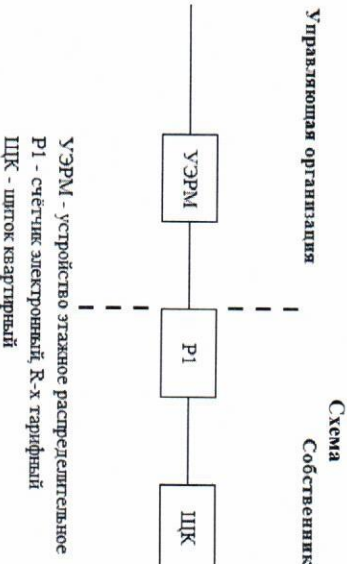 Схема
Управляющая организация
Собственник
УЭРМ
Р1
ЩК
УЭРМ - устройство этажное распределительное
Р1 - счётчик электронный, R-х тарифный
ЩК - щиток квартирный